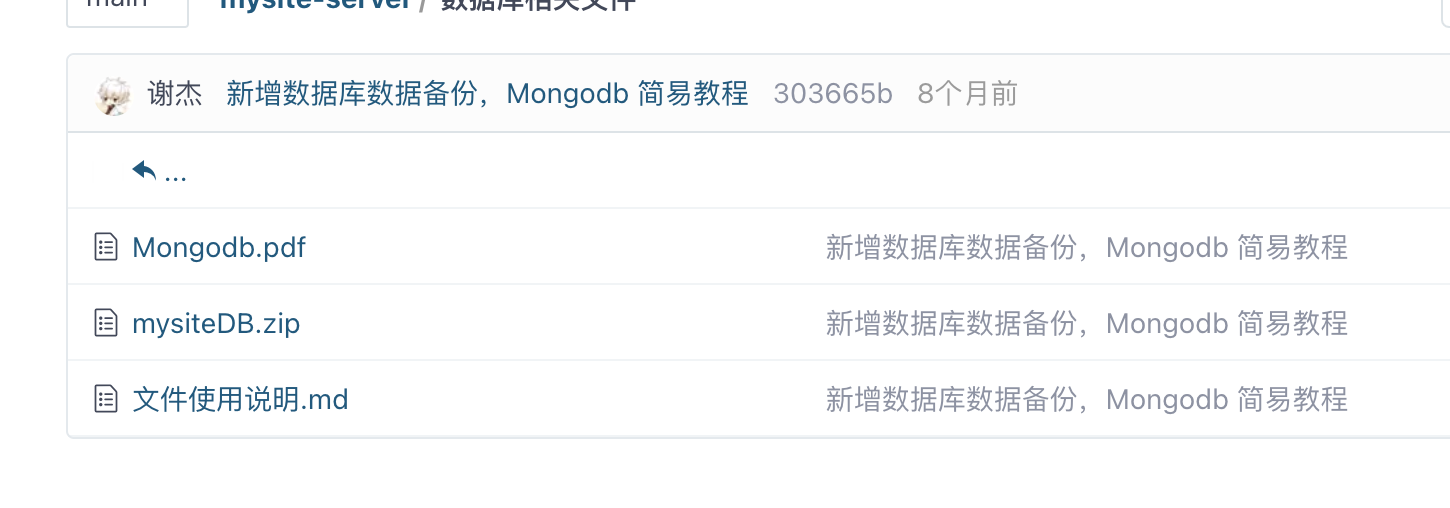 main mysite-server / 数据库相关文件
谢杰 新增数据库数据备份，Mongodb 简易教程 303665b 8个月前
...
Mongodb.pdf 新增数据库数据备份，Mongodb 简易教程
mysiteDB.zip 新增数据库数据备份，Mongodb 简易教程
文件使用说明.md 新增数据库数据备份，Mongodb 简易教程